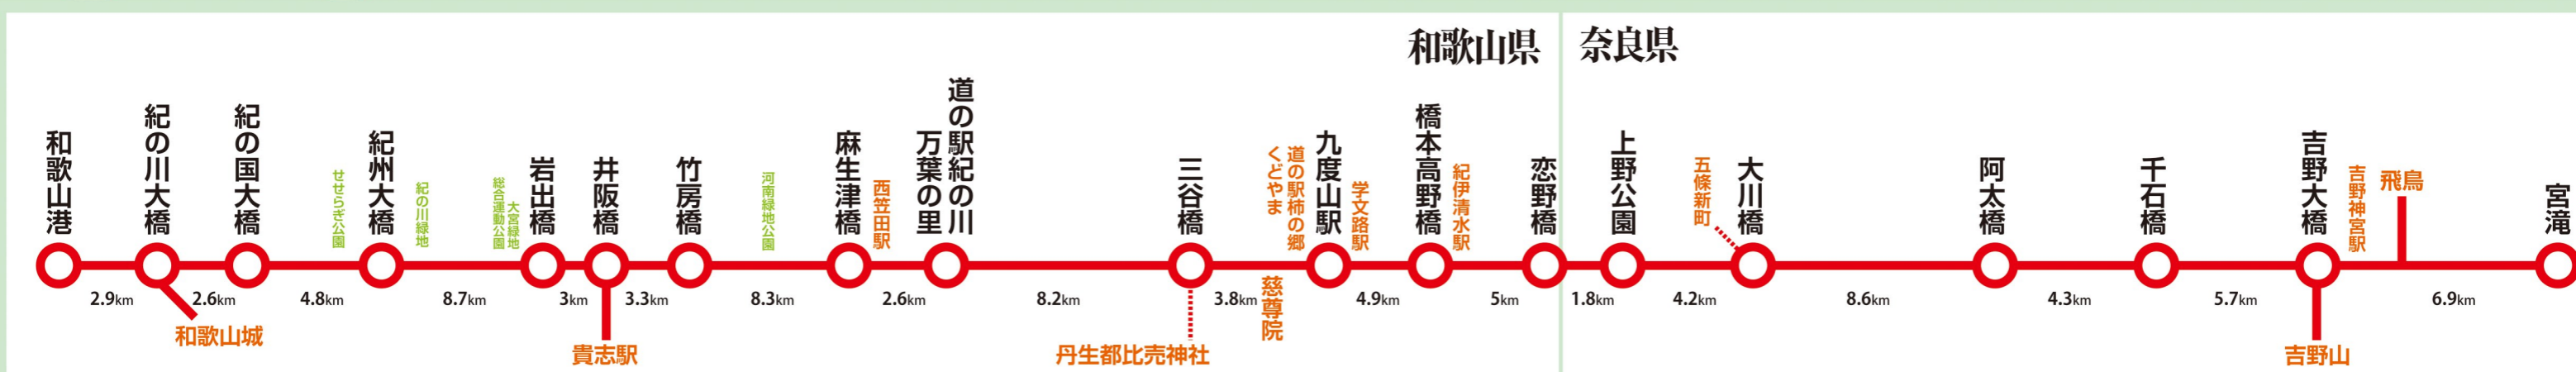 和歌山県
奈良県
和歌山港
紀の川大橋
紀の国大橋
せせらぎ公園
紀州大橋
紀の川緑地
総合運動公園
大宮緑地
岩出橋
井阪橋
竹房橋
河南緑地公園
麻生津橋
西笠田駅
道の駅紀の川
万葉の里
三谷橋
道の駅柿の郷
くどやま
九度山駅
学文路駅
橋本高野橋
紀伊清水駅
恋野橋
上野公園
五條新町
大川橋
阿太橋
千石橋
吉野大橋
吉野神宮駅
飛鳥
宮滝
2.9km
2.6km
4.8km
8.7km
3km
3.3km
8.3km
2.6km
8.2km
3.8km
慈尊院
4.9km
5km
1.8km
4.2km
8.6km
4.3km
5.7km
6.9km
和歌山城
貴志駅
丹生都比売神社
吉野山